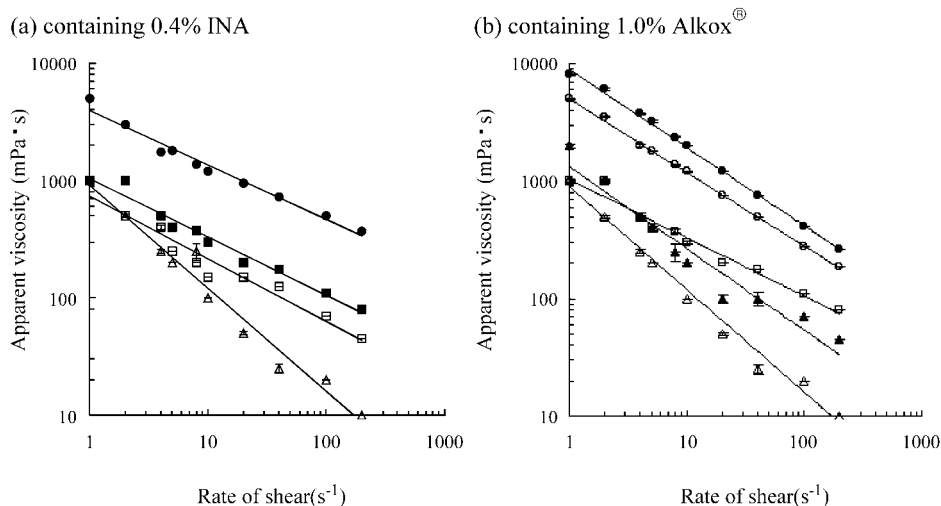 (a) containing 0.4% INA
(b) containing 1.0% Alkox®
Apparent viscosity (mPa・s)
10000
1000
100
10
1
10
100
1000
Rate of shear(s⁻¹)
Apparent viscosity (mPa・s)
10000
1000
100
10
1
10
100
1000
Rate of shear(s⁻¹)